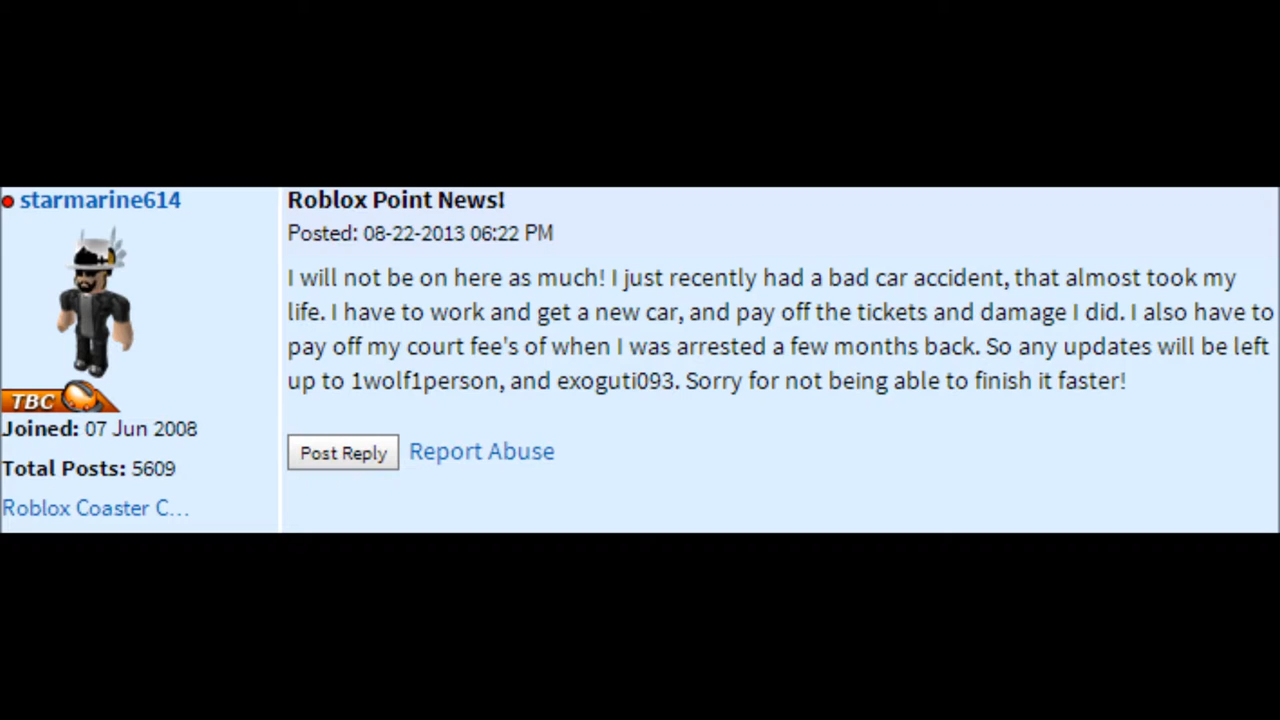 starmarine614
TBC
Joined: 07 Jun 2008
Total Posts: 5609
Roblox Coaster C...
Roblox Point News!
Posted: 08-22-2013 06:22 PM
I will not be on here as much! I just recently had a bad car accident, that almost took my
life. I have to work and get a new car, and pay off the tickets and damage I did. I also have to
pay off my court fee's of when I was arrested a few months back. So any updates will be left
up to 1wolf1person, and exoguti093. Sorry for not being able to finish it faster!
Post Reply Report Abuse